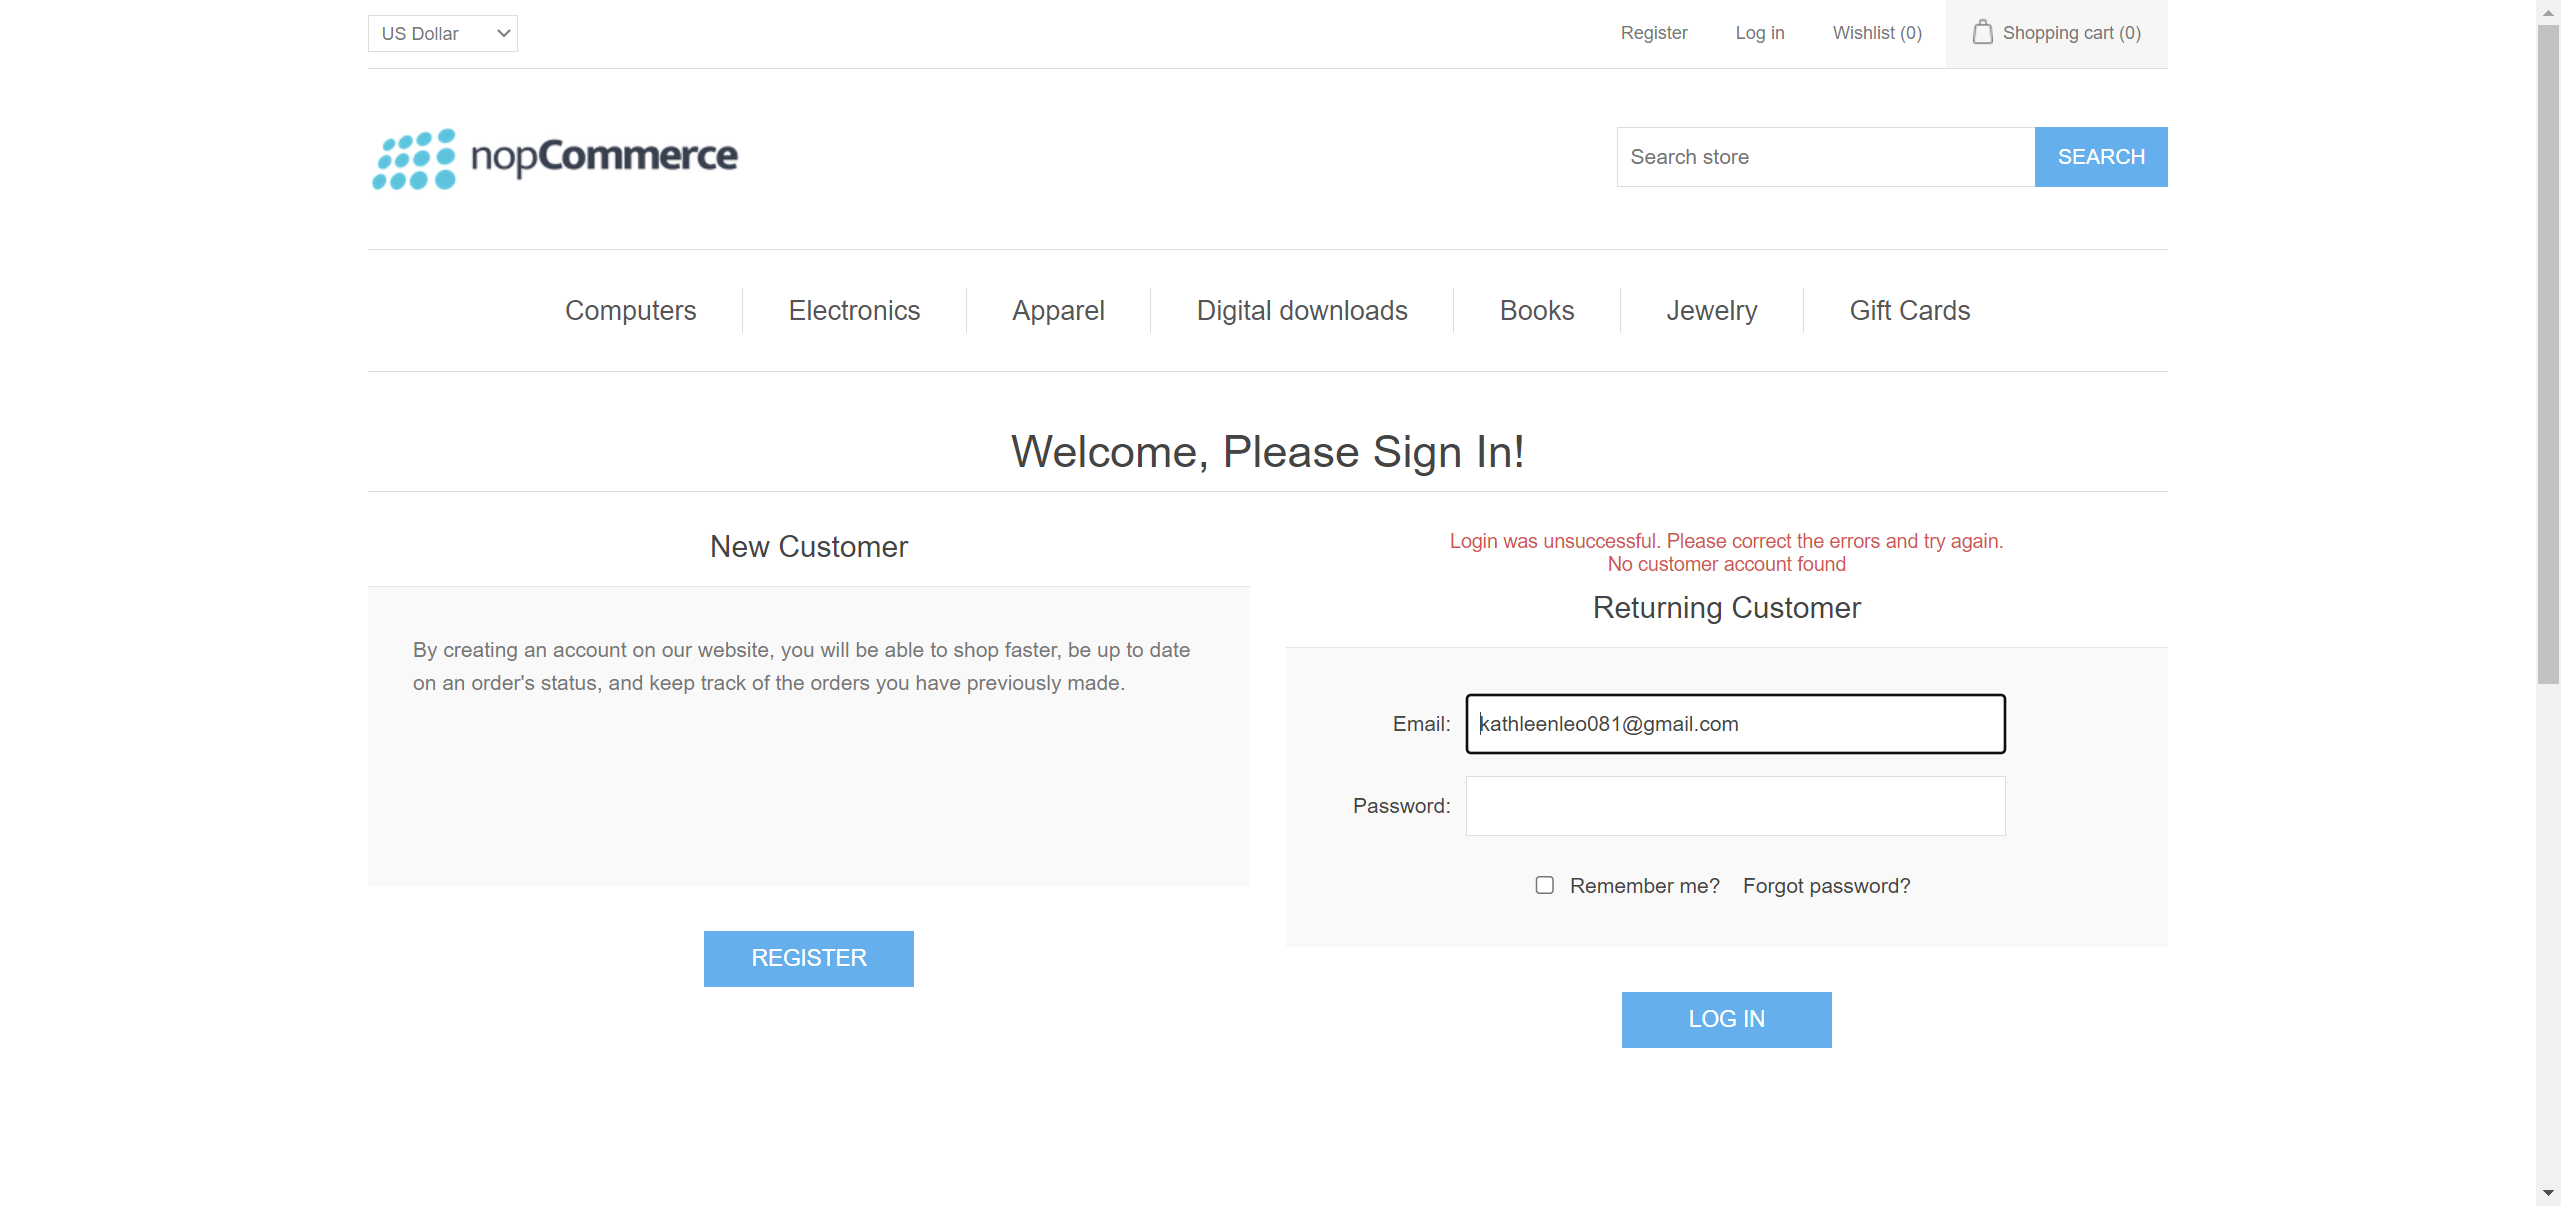 US Dollar
Register
Log in
Wishlist (0)
Shopping cart (0)
nopCommerce
Search store
SEARCH
Computers
Electronics
Apparel
Digital downloads
Books
Jewelry
Gift Cards
Welcome, Please Sign In!
New Customer
By creating an account on our website, you will be able to shop faster, be up to date
on an order's status, and keep track of the orders you have previously made.
REGISTER
Login was unsuccessful. Please correct the errors and try again.
No customer account found
Returning Customer
Email:
kathleenleo081@gmail.com
Password:
Remember me?
Forgot password?
LOG IN